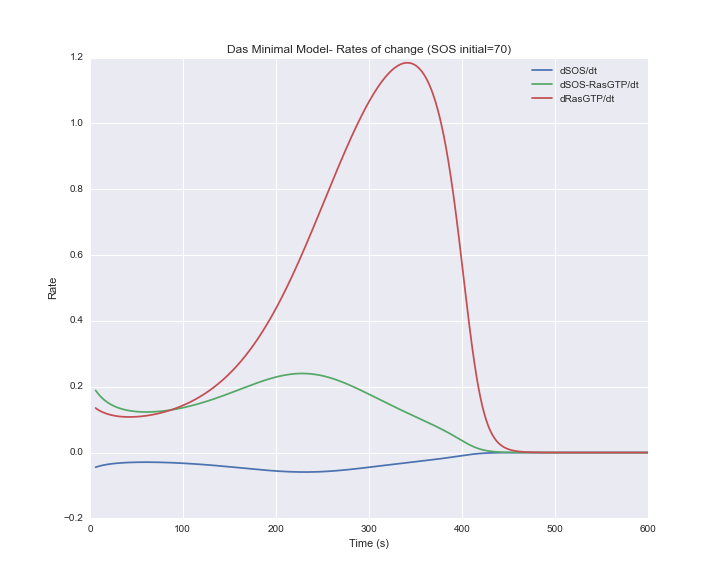 Das Minimal Model- Rates of change (SOS initial=70)
dSOS/dt
dSOS-RasGTP/dt
dRasGTP/dt
1.2
1.0
0.8
0.6
0.4
0.2
0.0
−0.2
Rate
0 100 200 300 400 500 600
Time (s)